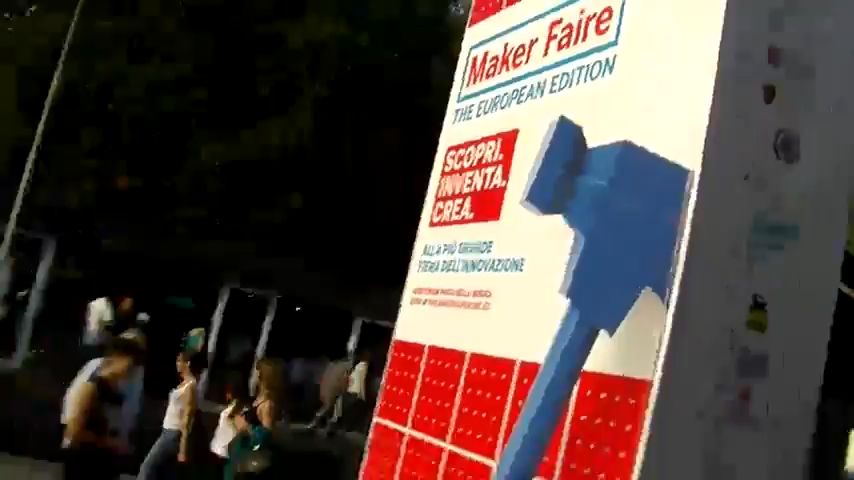 Maker Faire
THE EUROPEAN EDITION
SCOPRI.
INVENTA.
CREA.
ALLA PIÙ GRANDE
FIERA DELL'INNOVAZIONE